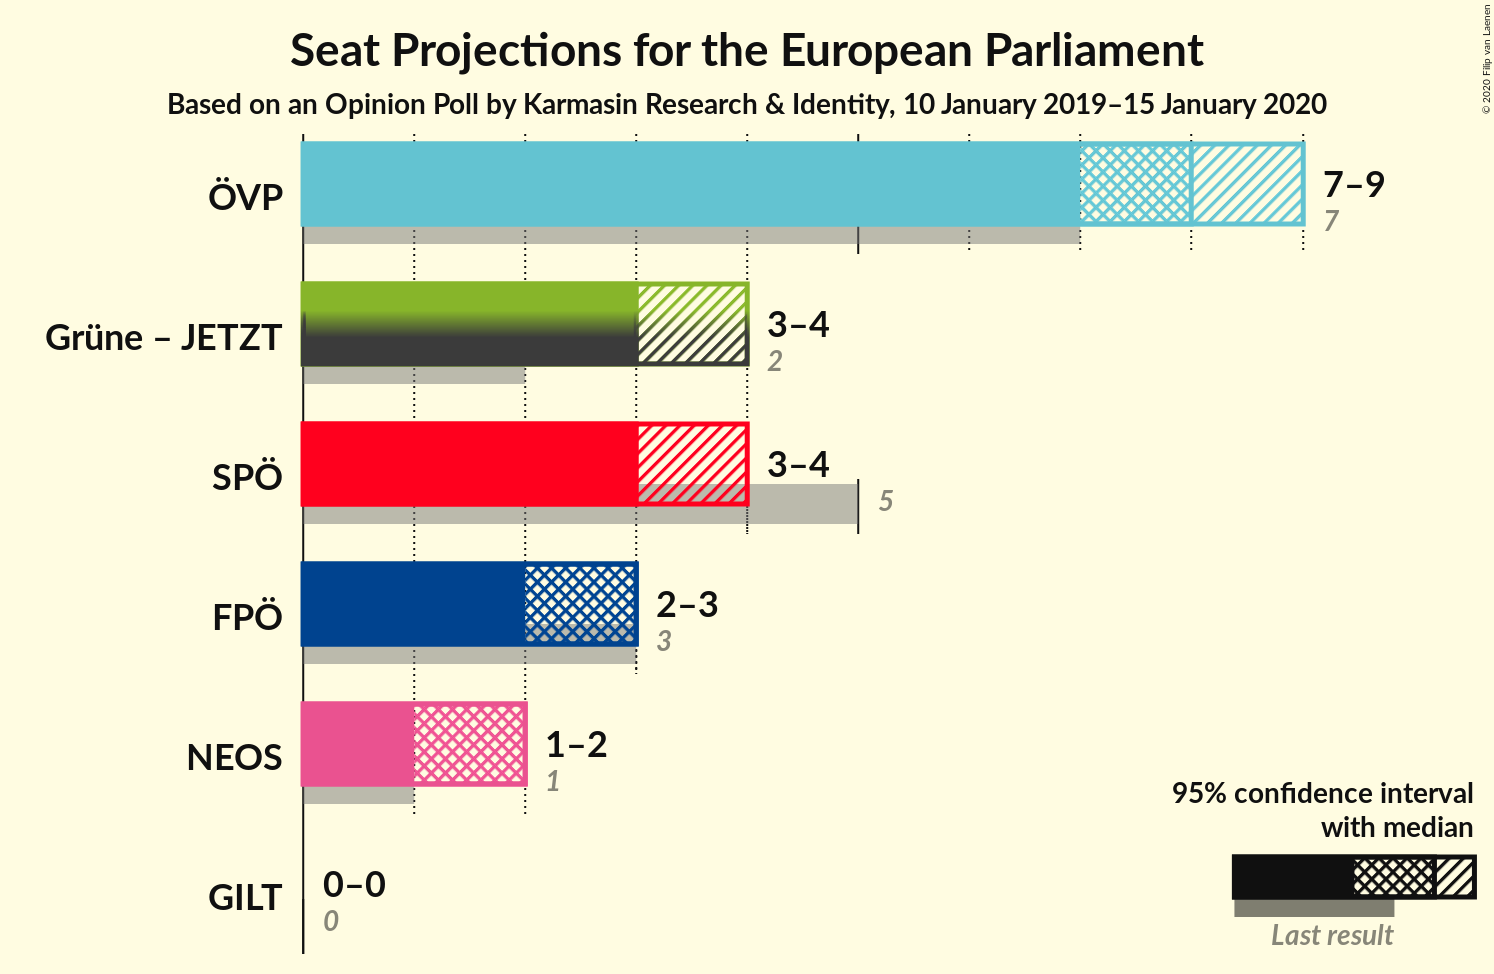 Seat Projections for the European Parliament
Based on an Opinion Poll by Karmasin Research & Identity, 10 January 2019–15 January 2020
© 2020 Filip van Laenen
ÖVP
7–9
7
Grüne – JETZT
3–4
2
SPÖ
3–4
5
FPÖ
2–3
3
NEOS
1–2
1
GILT
0–0
0
95% confidence interval
with median
Last result